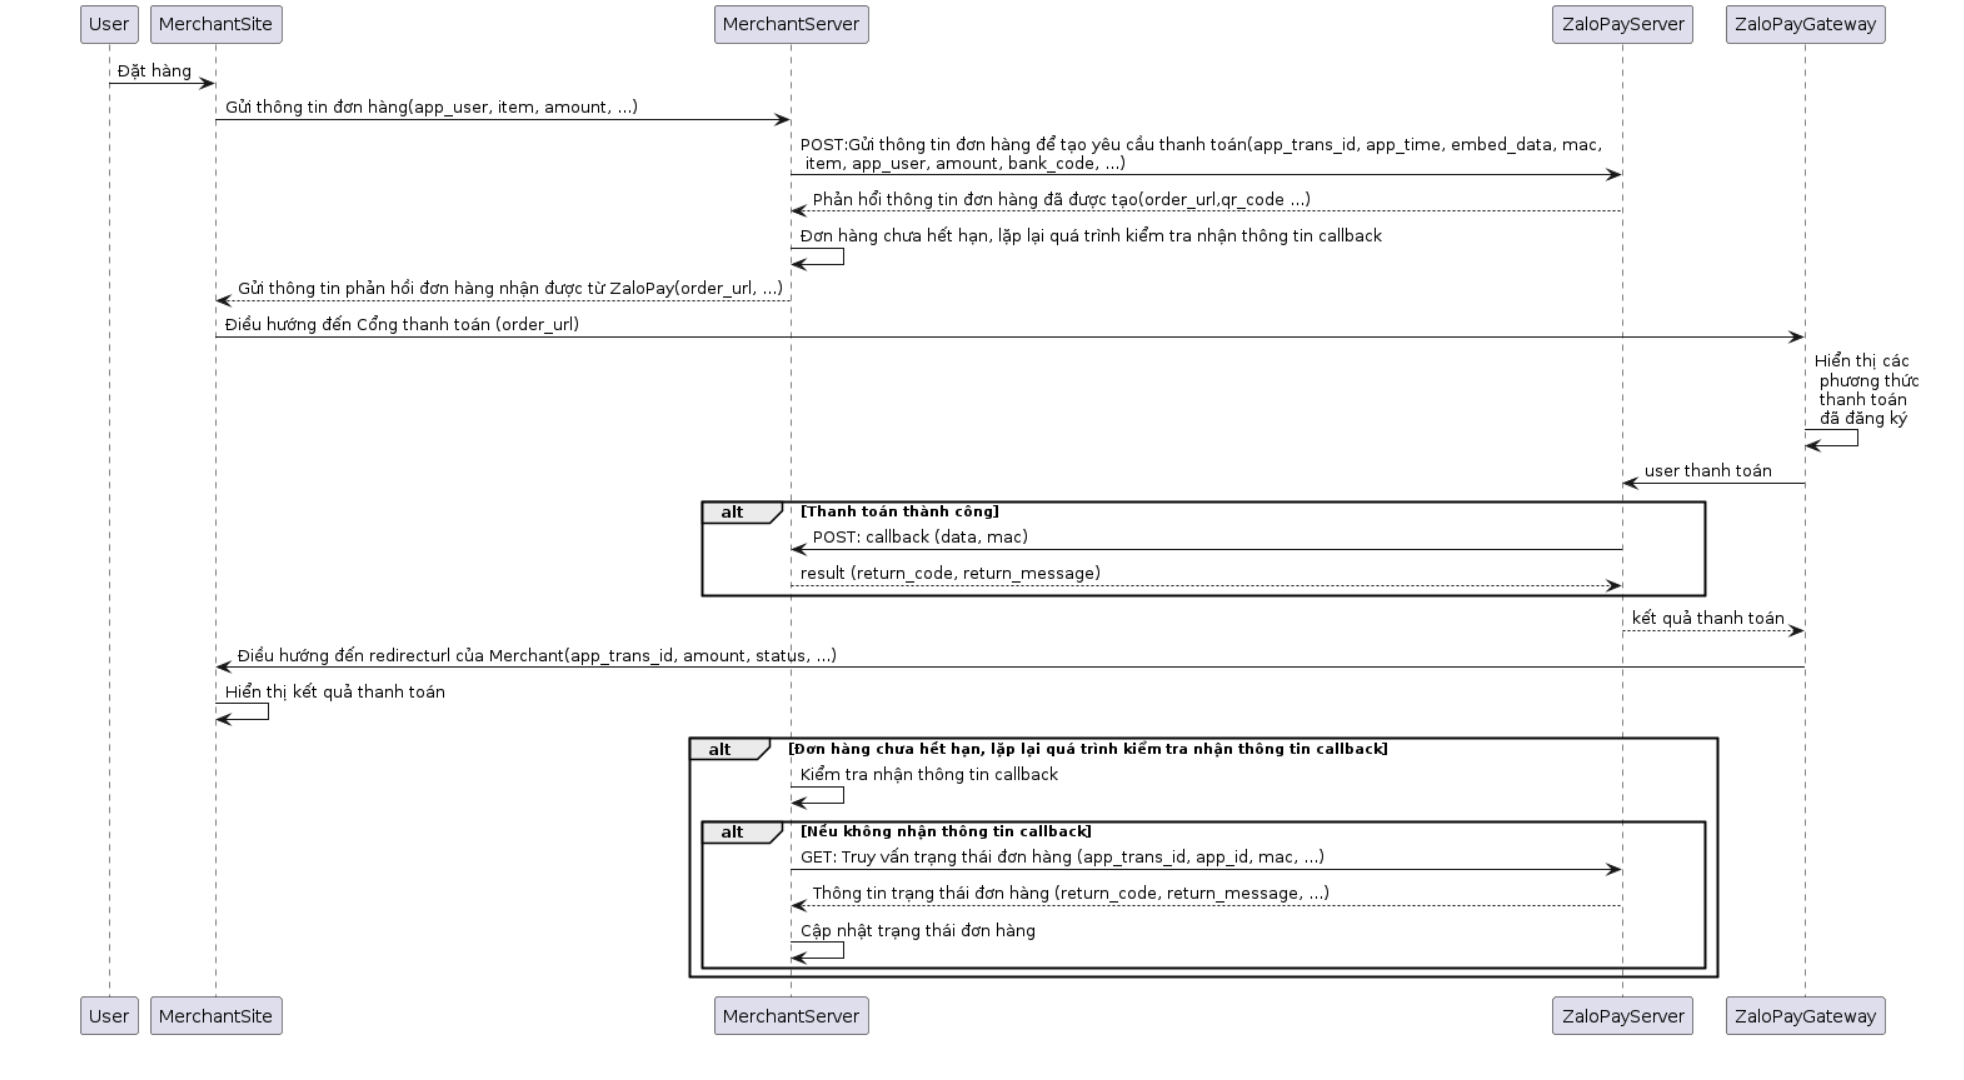 User MerchantSite MerchantServer ZaloPayServer ZaloPayGateway
Đặt hàng
Gửi thông tin đơn hàng(app_user, item, amount, ...)
POST:Gửi thông tin đơn hàng để tạo yêu cầu thanh toán(app_trans_id, app_time, embed_data, mac,
item, app_user, amount, bank_code, ...)
Phản hổi thông tin đơn hàng đã được tạo(order_url,qr_code ...)
Đơn hàng chưa hết hạn, lặp lại quá trình kiểm tra nhận thông tin callback
Gửi thông tin phản hồi đơn hàng nhận được từ ZaloPay(order_url, ...)
Điều hướng đến Cổng thanh toán (order_url)
Hiển thị các
phương thức
thanh toán
đã đăng ký
user thanh toán
alt [Thanh toán thành công]
POST: callback (data, mac)
result (return_code, return_message)
kết quả thanh toán
Điều hướng đến redirecturl của Merchant(app_trans_id, amount, status, ...)
Hiển thị kết quả thanh toán
alt [Đơn hàng chưa hết hạn, lặp lại quá trình kiểm tra nhận thông tin callback]
Kiểm tra nhận thông tin callback
alt [Nếu không nhận thông tin callback]
GET: Truy vấn trạng thái đơn hàng (app_trans_id, app_id, mac, ...)
Thông tin trạng thái đơn hàng (return_code, return_message, ...)
Cập nhật trạng thái đơn hàng
User MerchantSite MerchantServer ZaloPayServer ZaloPayGateway